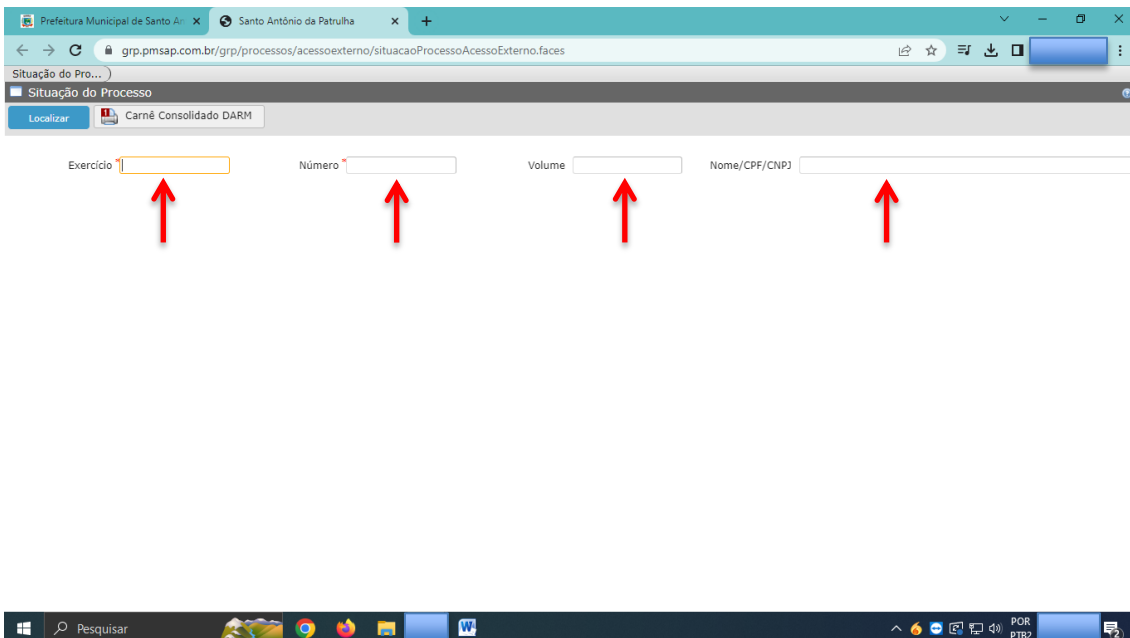 Prefeitura Municipal de Santo An
Santo Antônio da Patrulha
grp.pmsap.com.br/grp/processos/acessoexterno/situacaoProcessoAcessoExterno.faces
Situação do Pro...
Situação do Processo
Localizar
Carnê Consolidado DARM
Exercício * Número * Volume Nome/CPF/CNPJ
Pesquisar
POR
PTB2
2